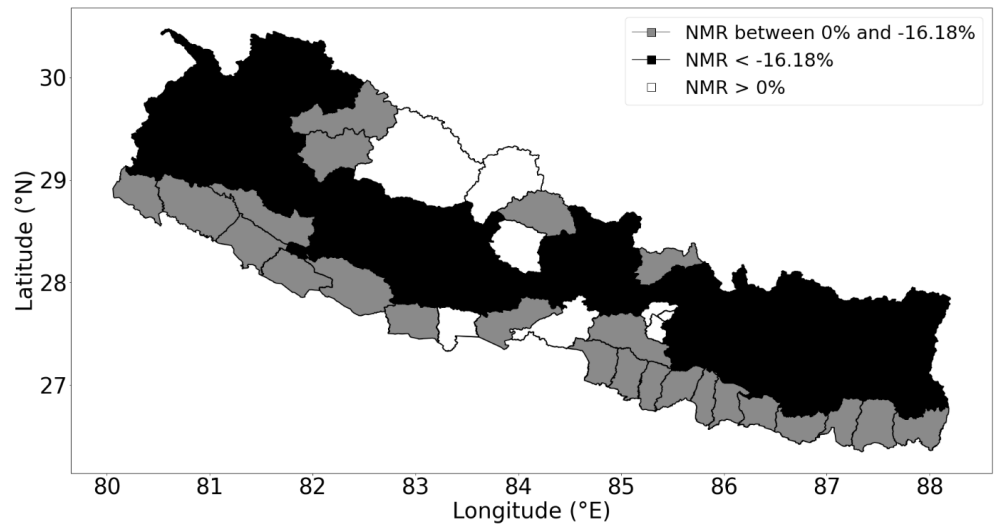 NMR between 0% and -16.18%
NMR < -16.18%
NMR > 0%
Latitude (°N)
30
29
28
27
80 81 82 83 84 85 86 87 88
Longitude (°E)